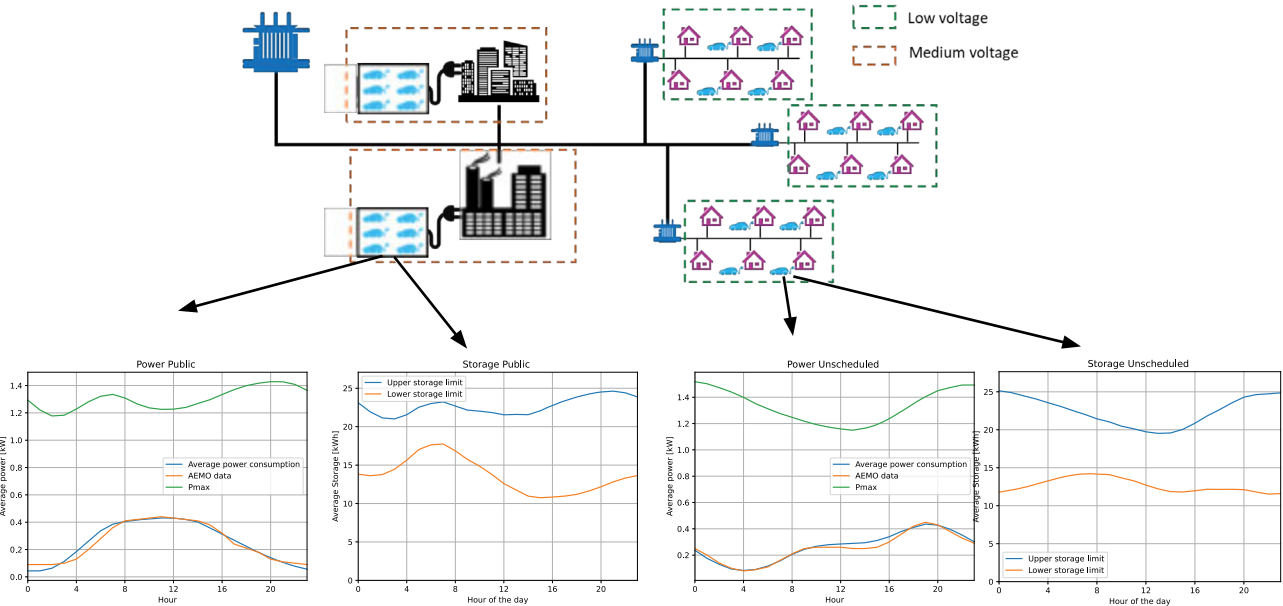 Low voltage
Medium voltage
Power Public
Average power [kW]
1.4
1.2
1.0
0.8
0.6
0.4
0.2
0.0
Average power consumption
AEMO data
Pmax
0 4 8 12 16 20
Hour
Storage Public
Average Storage [kWh]
25
20
15
10
5
0
Upper storage limit
Lower storage limit
0 4 8 12 16 20
Hour of the day
Power Unscheduled
Average power [kW]
1.4
1.2
1.0
0.8
0.6
0.4
0.2
Average power consumption
AEMO data
Pmax
0 4 8 12 16 20
Hour
Storage Unscheduled
Average Storage [kWh]
25
20
15
10
5
0
Upper storage limit
Lower storage limit
0 4 8 12 16 20
Hour of the day